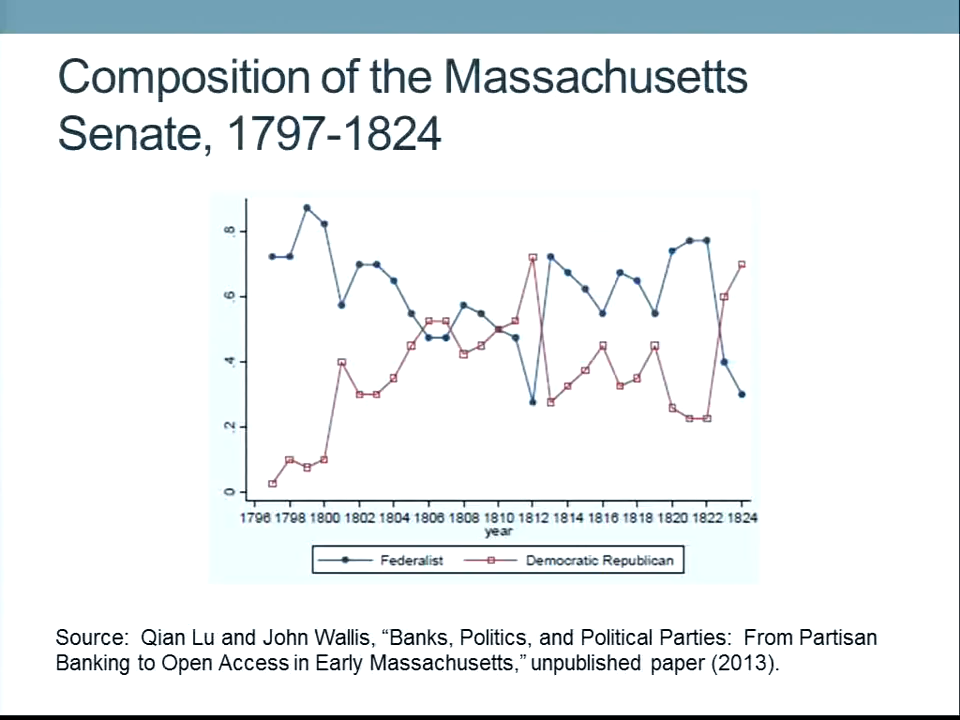 Composition of the Massachusetts
Senate, 1797-1824
.8
.6
.4
.2
0
1796 1798 1800 1802 1804 1806 1808 1810 1812 1814 1816 1818 1820 1822 1824
year
Federalist Democratic Republican
Source: Qian Lu and John Wallis, “Banks, Politics, and Political Parties: From Partisan
Banking to Open Access in Early Massachusetts,” unpublished paper (2013).